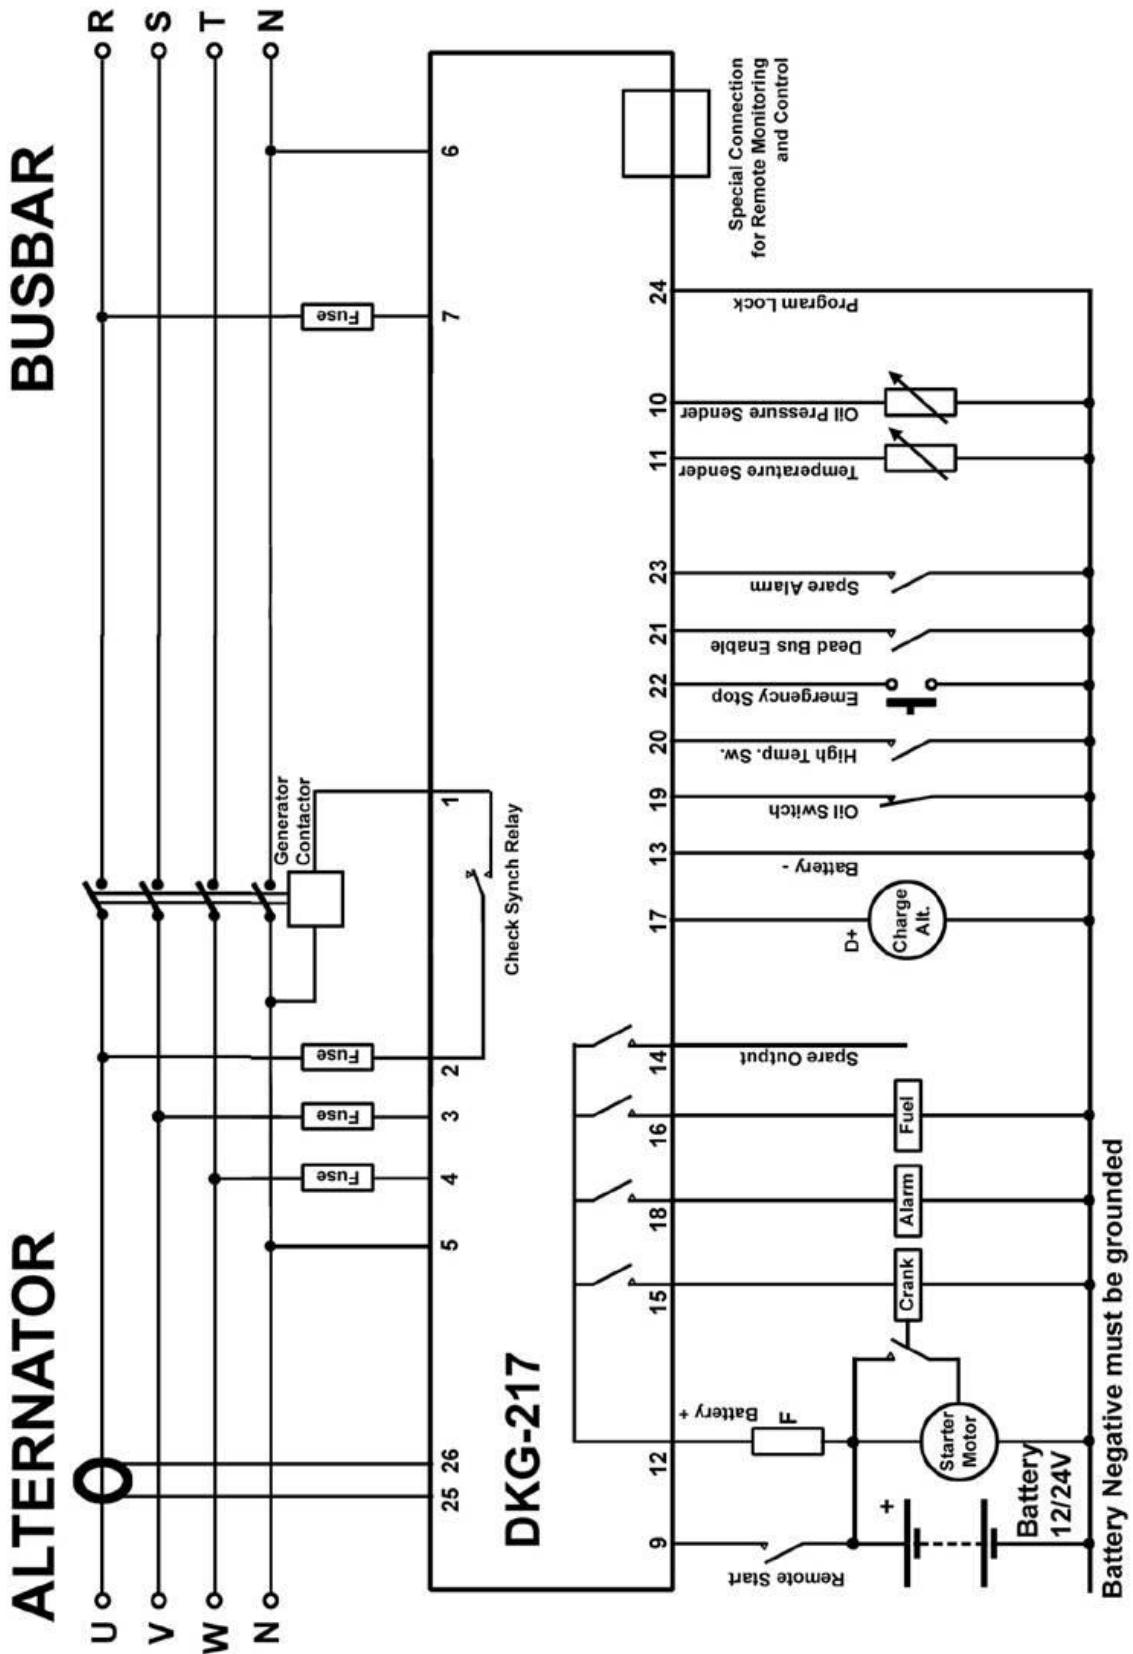 ALTERNATOR
BUSBAR
U
V
W
N
R
S
T
N
Generator
Contactor
Fuse
Fuse
Fuse
Fuse
25
26
5
4
3
2
1
7
6
Check Synch Relay
DKG-217
Special Connection
for Remote Monitoring
and Control
9
12
15
18
16
14
17
13
19
20
22
21
23
11
10
24
Remote Start
Battery +
F
Spare Output
Battery -
Oil Switch
High Temp. Sw.
Emergency Stop
Dead Bus Enable
Spare Alarm
Temperature Sender
Oil Pressure Sender
Program Lock
+
Starter
Motor
Crank
Alarm
Fuel
D+
Charge
Alt.
Battery
12/24V
Battery Negative must be grounded